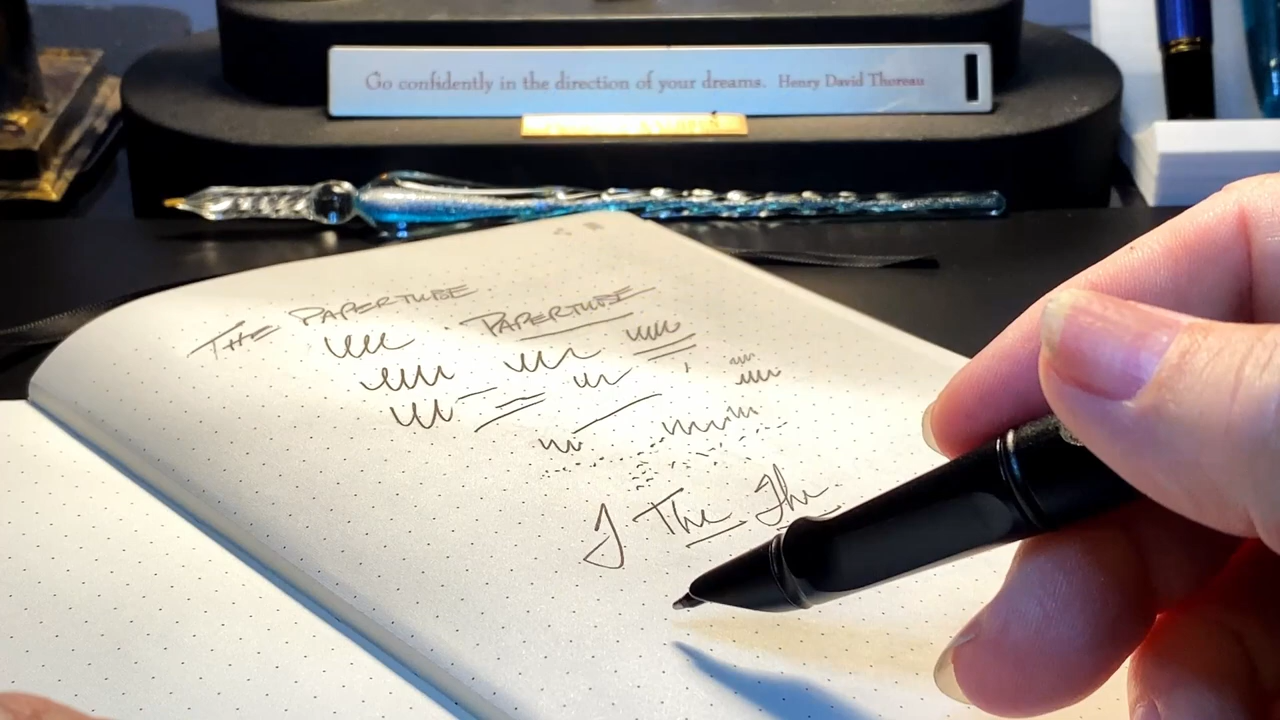 Go confidently in the direction of your dreams. Henry David Thoreau
THE PAPERTUBE
PAPERTUBE
J The The